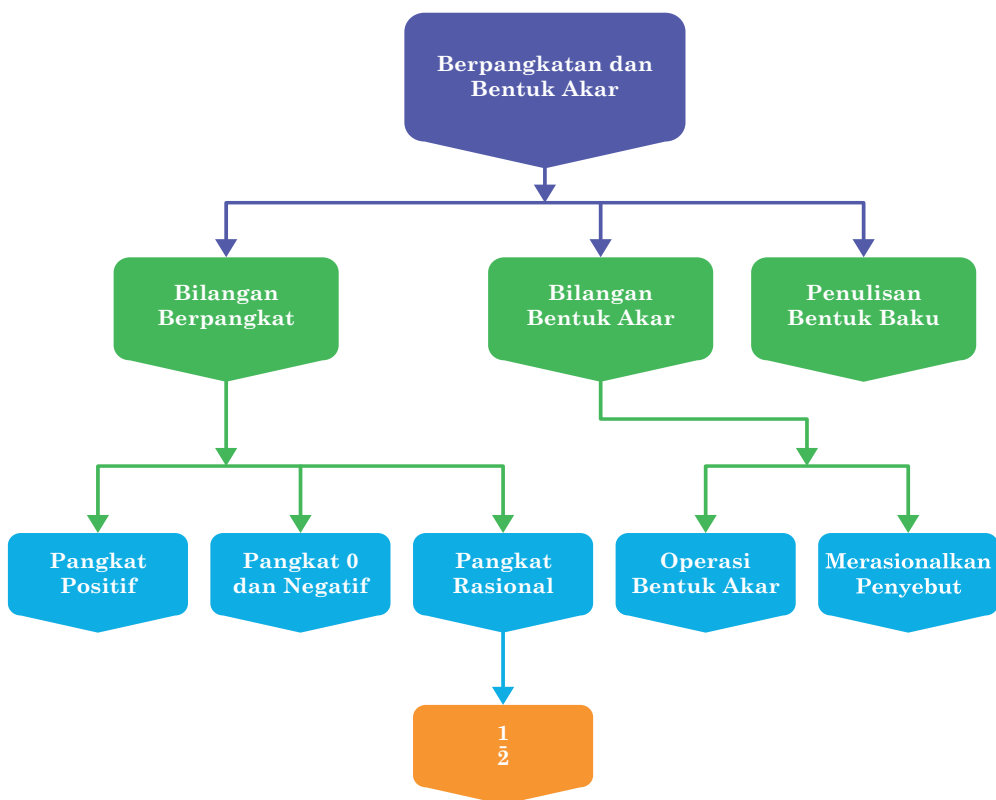 Berpangkatan dan
Bentuk Akar
Bilangan
Berpangkat
Bilangan
Bentuk Akar
Penulisan
Bentuk Baku
Pangkat
Positif
Pangkat 0
dan Negatif
Pangkat
Rasional
Operasi
Bentuk Akar
Merasionalkan
Penyebut
1
2